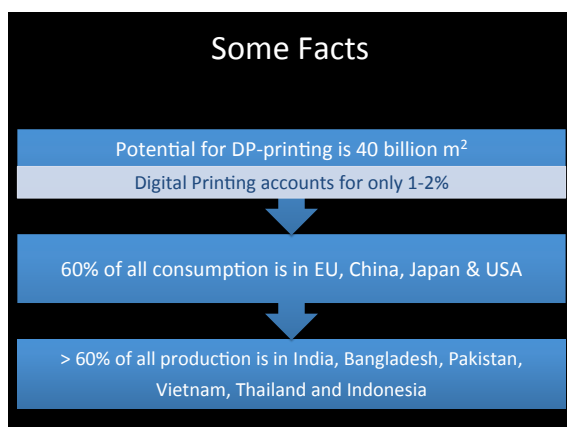 Some Facts
Potential for DP-printing is 40 billion m²
Digital Printing accounts for only 1-2%
60% of all consumption is in EU, China, Japan & USA
> 60% of all production is in India, Bangladesh, Pakistan,
Vietnam, Thailand and Indonesia